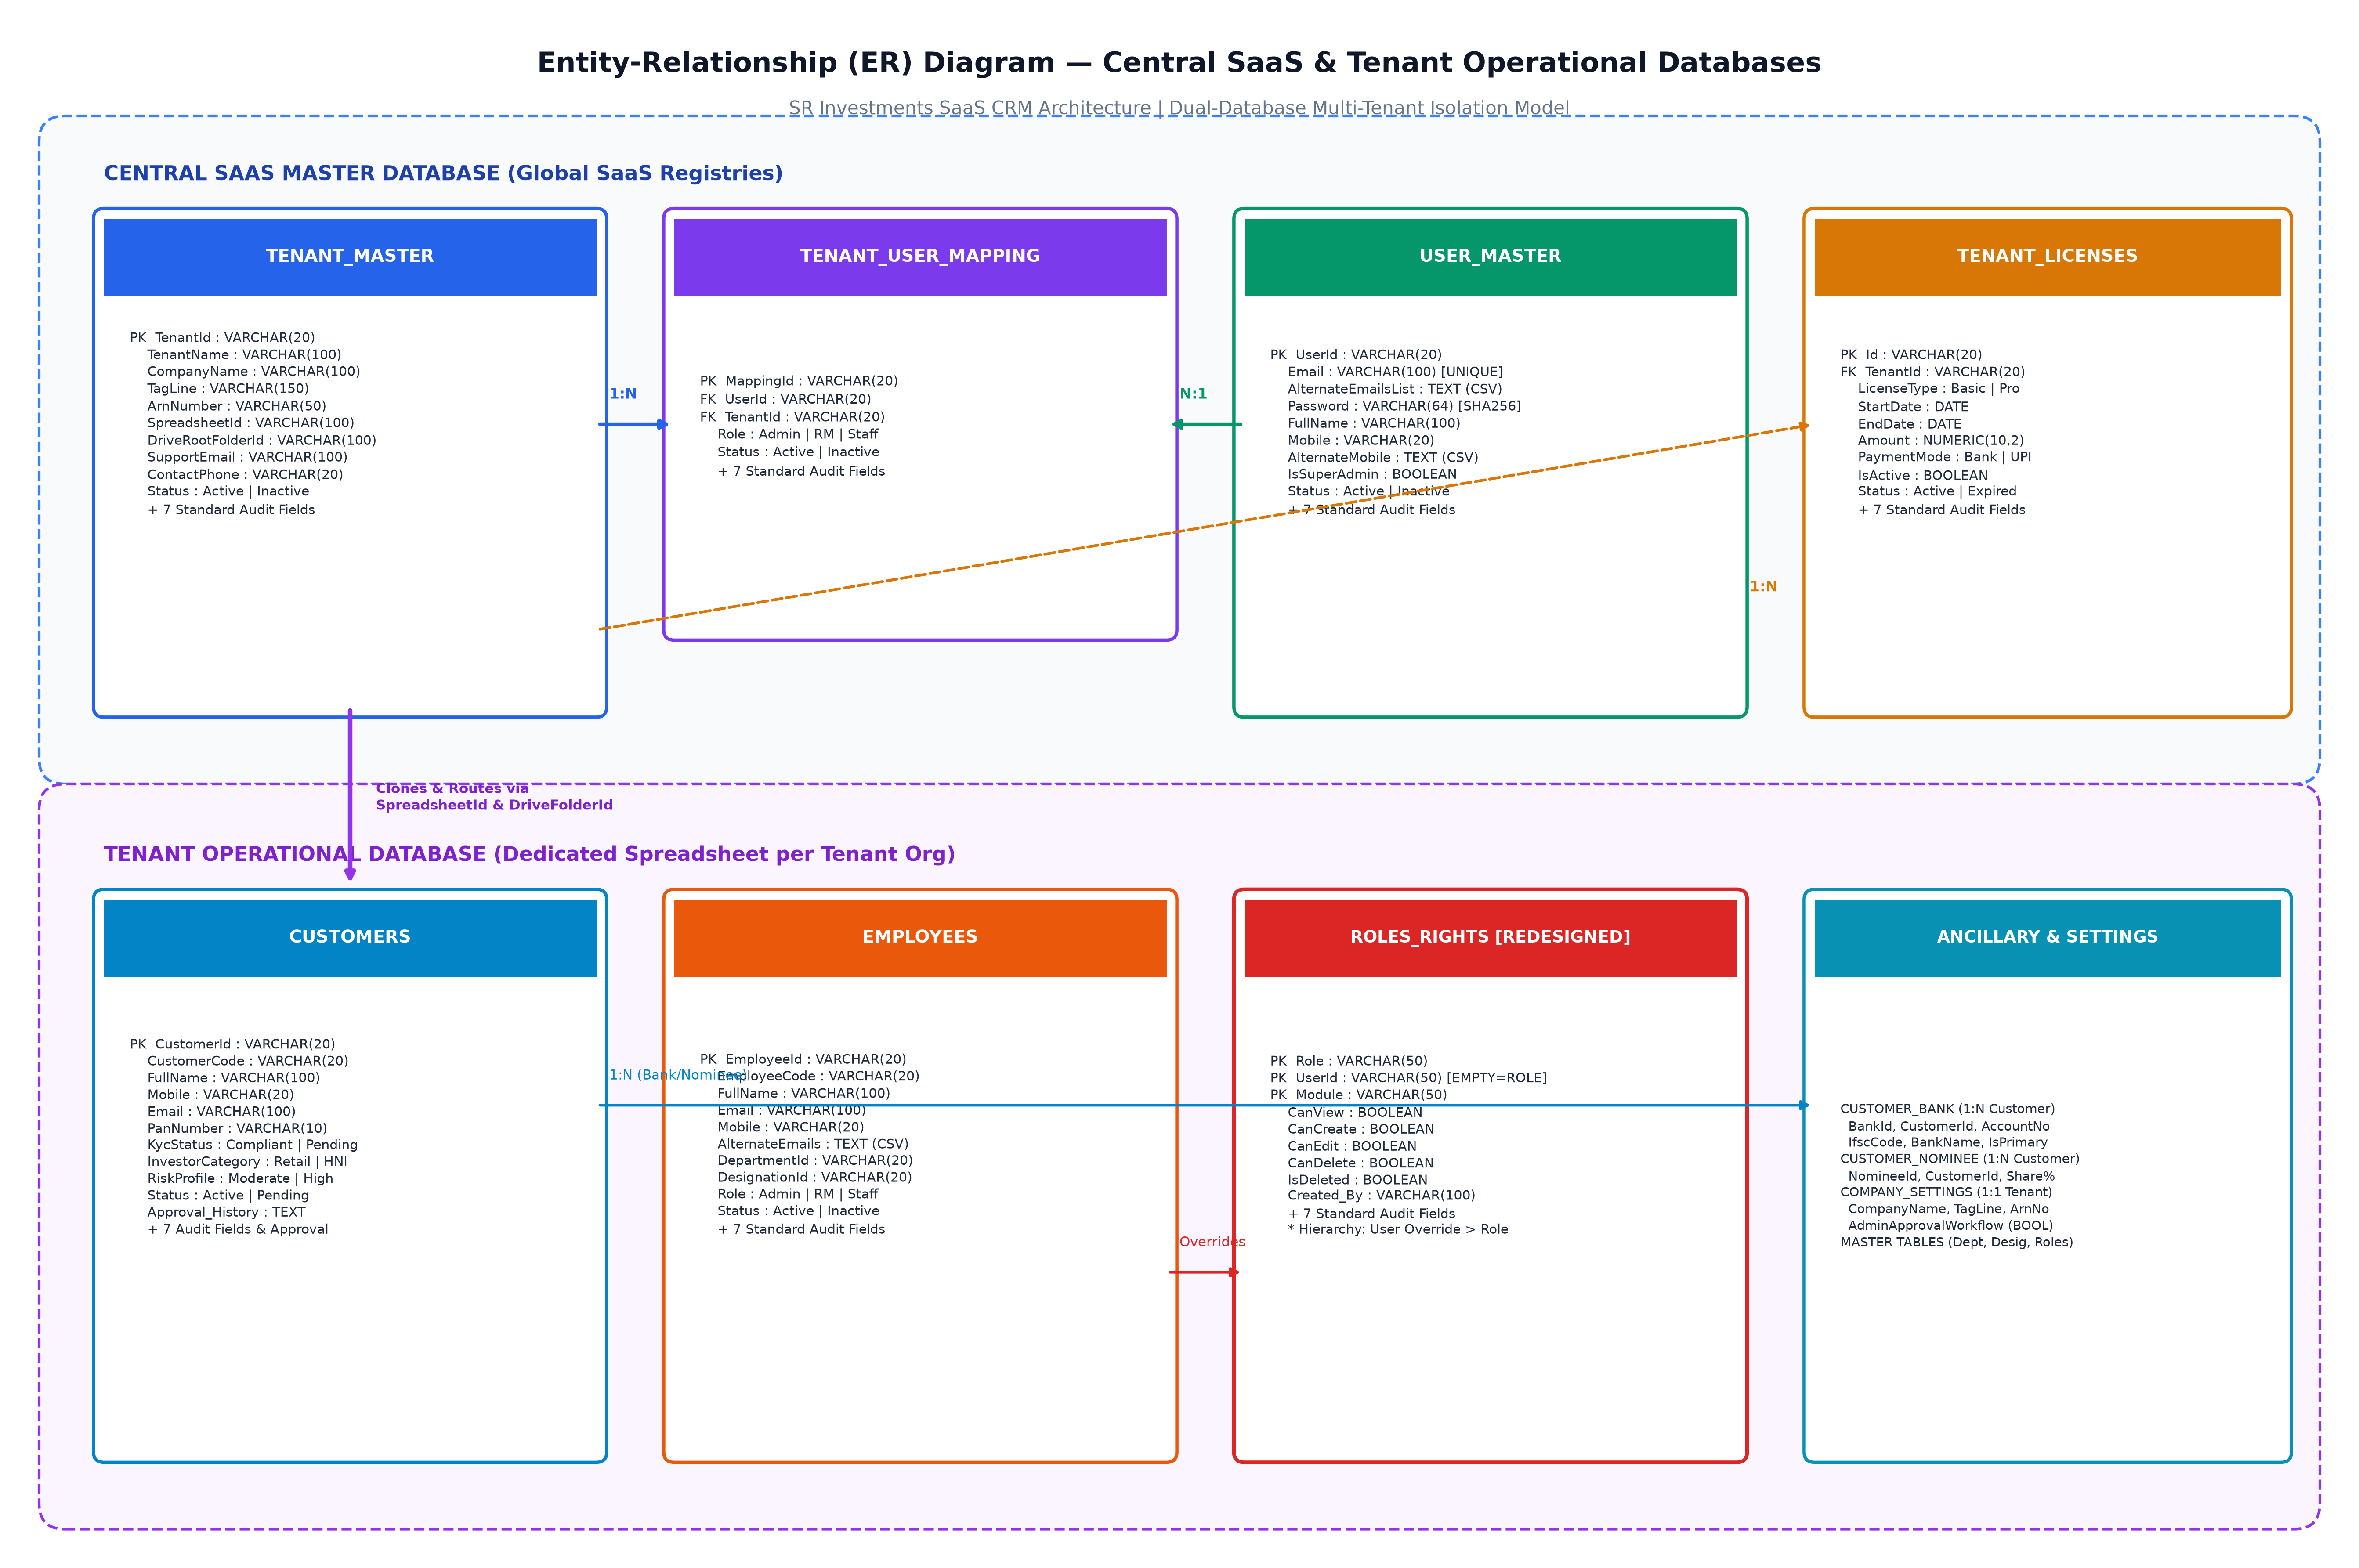 Entity-Relationship (ER) Diagram — Central SaaS & Tenant Operational Databases
SR Investments SaaS CRM Architecture | Dual-Database Multi-Tenant Isolation Model
CENTRAL SAAS MASTER DATABASE (Global SaaS Registries)
TENANT_MASTER
PK TenantId : VARCHAR(20)
TenantName : VARCHAR(100)
CompanyName : VARCHAR(100)
TagLine : VARCHAR(150)
ArnNumber : VARCHAR(50)
SpreadsheetId : VARCHAR(100)
DriveRootFolderId : VARCHAR(100)
SupportEmail : VARCHAR(100)
ContactPhone : VARCHAR(20)
Status : Active | Inactive
+ 7 Standard Audit Fields
1:N
TENANT_USER_MAPPING
PK MappingId : VARCHAR(20)
FK UserId : VARCHAR(20)
FK TenantId : VARCHAR(20)
Role : Admin | RM | Staff
Status : Active | Inactive
+ 7 Standard Audit Fields
N:1
USER_MASTER
PK UserId : VARCHAR(20)
Email : VARCHAR(100) [UNIQUE]
AlternateEmailsList : TEXT (CSV)
Password : VARCHAR(64) [SHA256]
FullName : VARCHAR(100)
Mobile : VARCHAR(20)
AlternateMobile : TEXT (CSV)
IsSuperAdmin : BOOLEAN
Status : Active | Inactive
+ 7 Standard Audit Fields
1:N
TENANT_LICENSES
PK Id : VARCHAR(20)
FK TenantId : VARCHAR(20)
LicenseType : Basic | Pro
StartDate : DATE
EndDate : DATE
Amount : NUMERIC(10,2)
PaymentMode : Bank | UPI
IsActive : BOOLEAN
Status : Active | Expired
+ 7 Standard Audit Fields
Clones & Routes via
SpreadsheetId & DriveFolderId
TENANT OPERATIONAL DATABASE (Dedicated Spreadsheet per Tenant Org)
CUSTOMERS
PK CustomerId : VARCHAR(20)
CustomerCode : VARCHAR(20)
FullName : VARCHAR(100)
Mobile : VARCHAR(20)
Email : VARCHAR(100)
PanNumber : VARCHAR(10)
KycStatus : Compliant | Pending
InvestorCategory : Retail | HNI
RiskProfile : Moderate | High
Status : Active | Pending
Approval_History : TEXT
+ 7 Audit Fields & Approval
1:N (Bank/Nominee)
EMPLOYEES
PK EmployeeId : VARCHAR(20)
EmployeeCode : VARCHAR(20)
FullName : VARCHAR(100)
Email : VARCHAR(100)
Mobile : VARCHAR(20)
AlternateEmails : TEXT (CSV)
DepartmentId : VARCHAR(20)
DesignationId : VARCHAR(20)
Role : Admin | RM | Staff
Status : Active | Inactive
+ 7 Standard Audit Fields
Overrides
ROLES_RIGHTS [REDESIGNED]
PK Role : VARCHAR(50)
PK UserId : VARCHAR(50) [EMPTY=ROLE]
PK Module : VARCHAR(50)
CanView : BOOLEAN
CanCreate : BOOLEAN
CanEdit : BOOLEAN
CanDelete : BOOLEAN
IsDeleted : BOOLEAN
Created_By : VARCHAR(100)
+ 7 Standard Audit Fields
* Hierarchy: User Override > Role
ANCILLARY & SETTINGS
CUSTOMER_BANK (1:N Customer)
BankId, CustomerId, AccountNo
IfscCode, BankName, IsPrimary
CUSTOMER_NOMINEE (1:N Customer)
NomineeId, CustomerId, Share%
COMPANY_SETTINGS (1:1 Tenant)
CompanyName, TagLine, ArnNo
AdminApprovalWorkflow (BOOL)
MASTER TABLES (Dept, Desig, Roles)